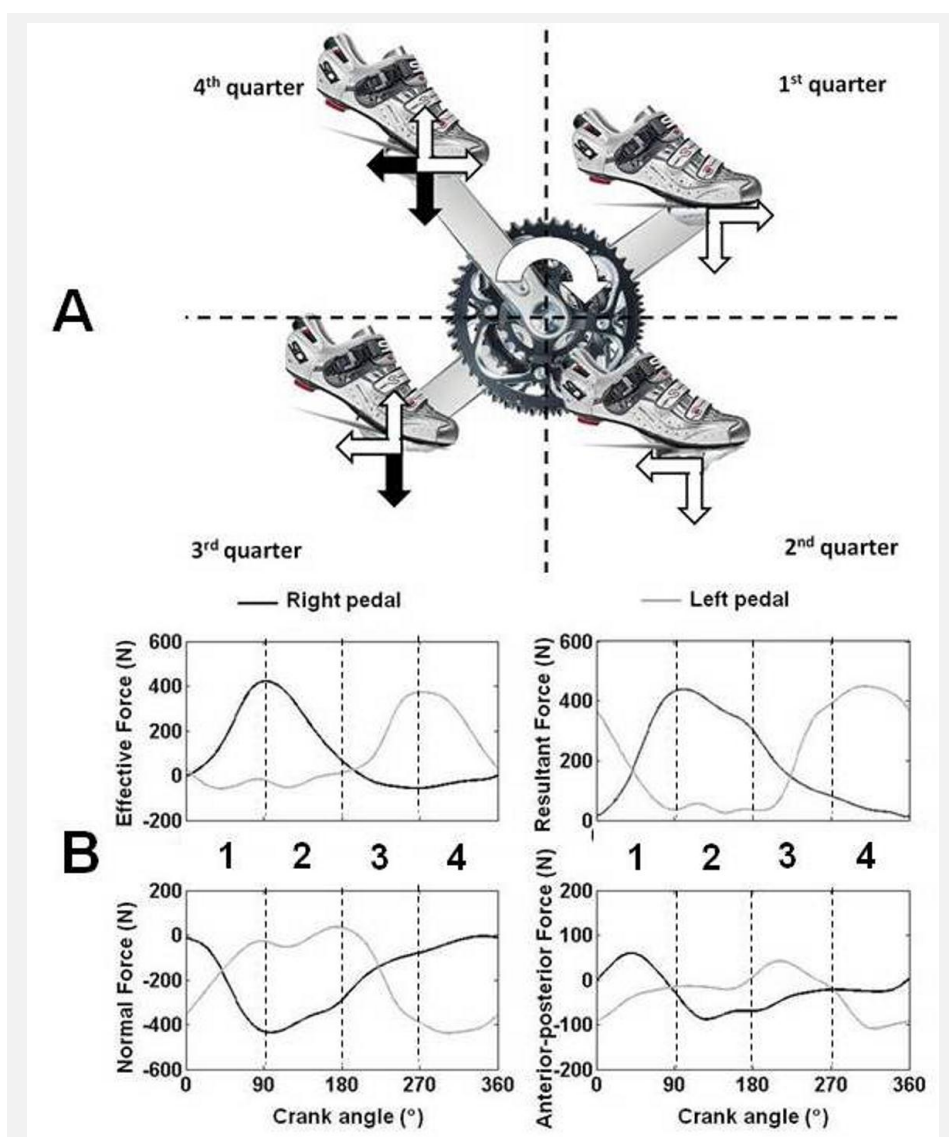 4th quarter
1st quarter
A
3rd quarter
2nd quarter
Right pedal
Left pedal
Effective Force (N)
600
400
200
0
-200
Resultant Force (N)
600
400
200
0
B
1 2 3 4
1 2 3 4
Normal Force (N)
200
0
-200
-400
-600
0 90 180 270 360
Crank angle (°)
Anterior-posterior Force (N)
200
100
0
-100
-200
0 90 180 270 360
Crank angle (°)